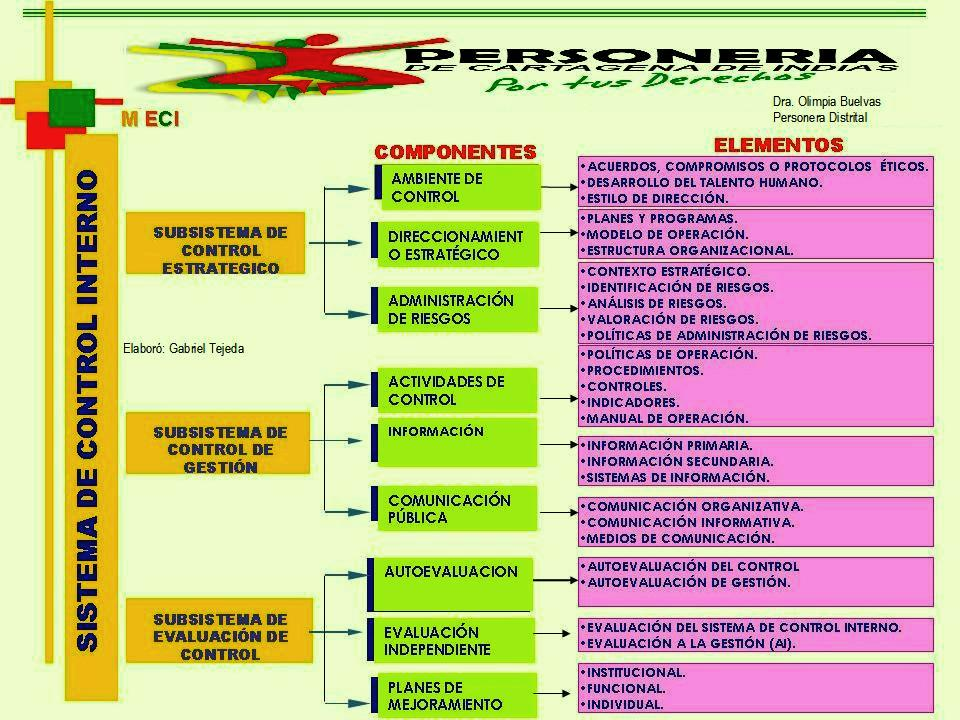 PERSONERIA
DE CARTAGENA DE INDIAS
Por tus Derechos
Dra. Olimpia Buelvas
Personera Distrital
MECI
SISTEMA DE CONTROL INTERNO
COMPONENTES
ELEMENTOS
SUBSISTEMA DE
CONTROL
ESTRATEGICO
AMBIENTE DE
CONTROL
•ACUERDOS, COMPROMISOS O PROTOCOLOS ÉTICOS.
•DESARROLLO DEL TALENTO HUMANO.
•ESTILO DE DIRECCIÓN.
DIRECCIONAMIENT
O ESTRATÉGICO
•PLANES Y PROGRAMAS.
•MODELO DE OPERACIÓN.
•ESTRUCTURA ORGANIZACIONAL.
ADMINISTRACIÓN
DE RIESGOS
•CONTEXTO ESTRATÉGICO.
•IDENTIFICACIÓN DE RIESGOS.
•ANÁLISIS DE RIESGOS.
•VALORACIÓN DE RIESGOS.
•POLÍTICAS DE ADMINISTRACIÓN DE RIESGOS.
Elaboró: Gabriel Tejeda
SUBSISTEMA DE
CONTROL DE
GESTIÓN
ACTIVIDADES DE
CONTROL
•POLÍTICAS DE OPERACIÓN.
•PROCEDIMIENTOS.
•CONTROLES.
•INDICADORES.
•MANUAL DE OPERACIÓN.
INFORMACIÓN
•INFORMACIÓN PRIMARIA.
•INFORMACIÓN SECUNDARIA.
•SISTEMAS DE INFORMACIÓN.
COMUNICACIÓN
PÚBLICA
•COMUNICACIÓN ORGANIZATIVA.
•COMUNICACIÓN INFORMATIVA.
•MEDIOS DE COMUNICACIÓN.
SUBSISTEMA DE
EVALUACIÓN DE
CONTROL
AUTOEVALUACION
•AUTOEVALUACIÓN DEL CONTROL
•AUTOEVALUACIÓN DE GESTIÓN.
EVALUACIÓN
INDEPENDIENTE
•EVALUACIÓN DEL SISTEMA DE CONTROL INTERNO.
•EVALUACIÓN A LA GESTIÓN (AI).
PLANES DE
MEJORAMIENTO
•INSTITUCIONAL.
•FUNCIONAL.
•INDIVIDUAL.